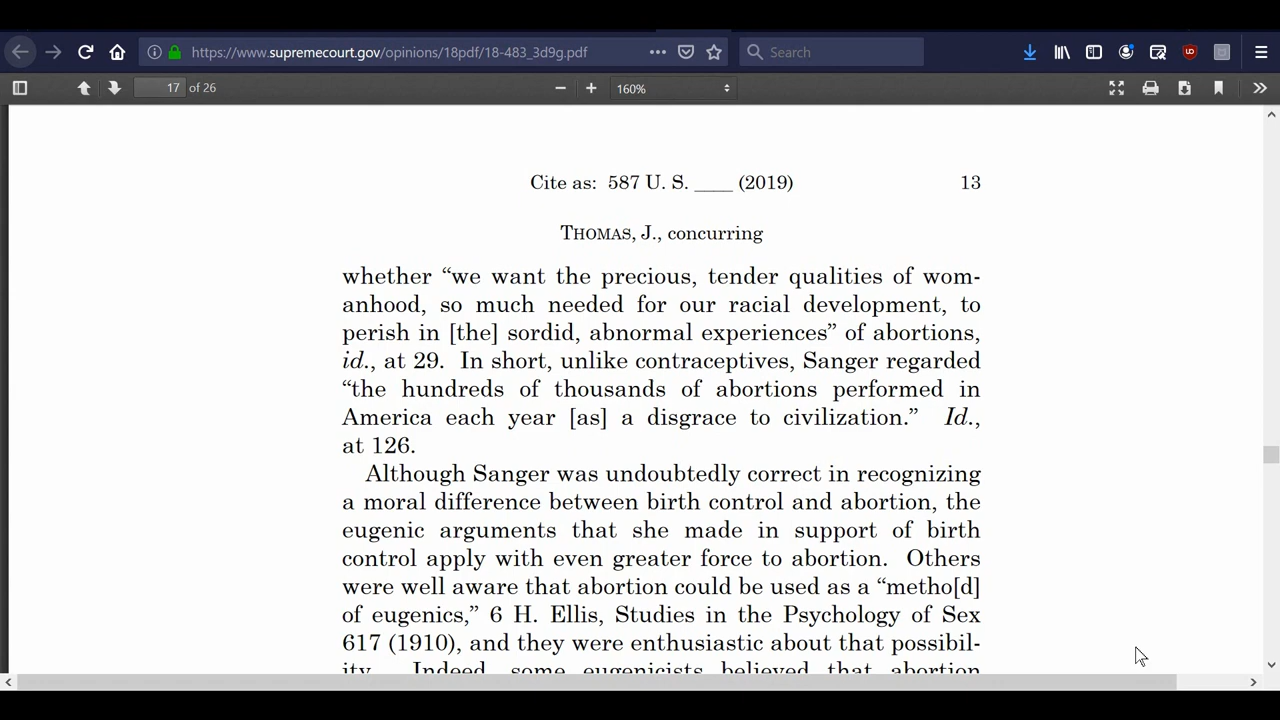 https://www.supremecourt.gov/opinions/18pdf/18-483_3d9g.pdf
Search
17 of 26
160%
Cite as: 587 U. S. ____ (2019) 13
THOMAS, J., concurring
whether “we want the precious, tender qualities of wom-
anhood, so much needed for our racial development, to
perish in [the] sordid, abnormal experiences” of abortions,
id., at 29. In short, unlike contraceptives, Sanger regarded
“the hundreds of thousands of abortions performed in
America each year [as] a disgrace to civilization.” Id.,
at 126.
Although Sanger was undoubtedly correct in recognizing
a moral difference between birth control and abortion, the
eugenic arguments that she made in support of birth
control apply with even greater force to abortion. Others
were well aware that abortion could be used as a “metho[d]
of eugenics,” 6 H. Ellis, Studies in the Psychology of Sex
617 (1910), and they were enthusiastic about that possibil-
ity. Indeed, some eugenicists believed that abortion